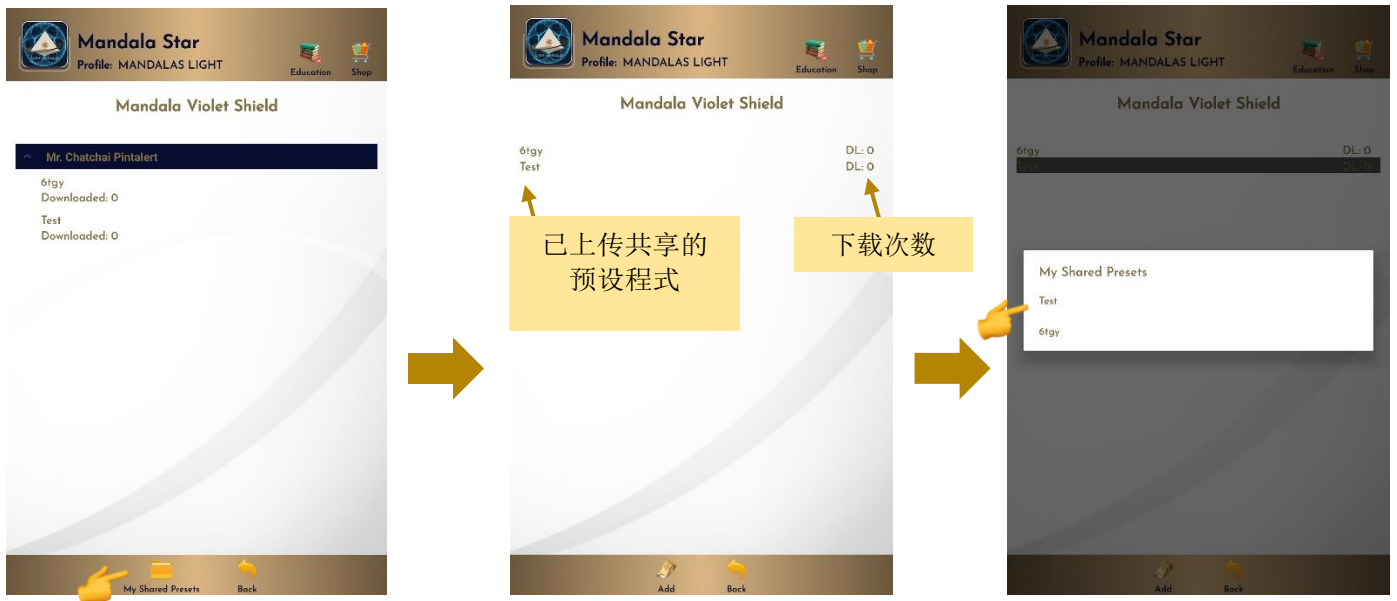 Mandala Star
Profile: MANDALAS LIGHT
Education
Shop
Mandala Violet Shield
Mr. Chatchai Pintalert
6tgy
Downloaded: 0
Test
Downloaded: 0
My Shared Presets
Back
Mandala Star
Profile: MANDALAS LIGHT
Education
Shop
Mandala Violet Shield
6tgy DL: 0
Test DL: 0
已上传共享的
预设程式
下载次数
Add
Back
Mandala Star
Profile: MANDALAS LIGHT
Education
Shop
Mandala Violet Shield
6tgy DL: 0
Test DL: 0
My Shared Presets
Test
6tgy
Add
Back